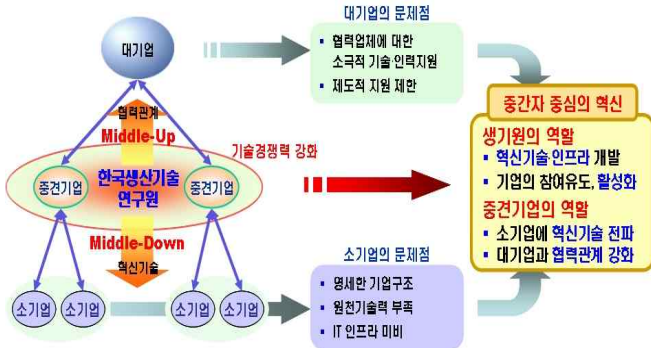 대기업의 문제점
대기업
▪ 협력업체에 대한
소극적 기술·인력지원
▪ 제도적 지원 제한
협력관계
Middle-Up
기술경쟁력 강화
중견기업
한국생산기술
연구원
중견기업
Middle-Down
혁신기술
소기업
소기업
소기업
소기업
소기업의 문제점
▪ 영세한 기업구조
▪ 원천기술력 부족
▪ IT 인프라 미비
중간자 중심의 혁신
생기원의 역할
▪ 혁신기술·인프라 개발
▪ 기업의 참여유도, 활성화
중견기업의 역할
▪ 소기업에 혁신기술 전파
▪ 대기업과 협력관계 강화